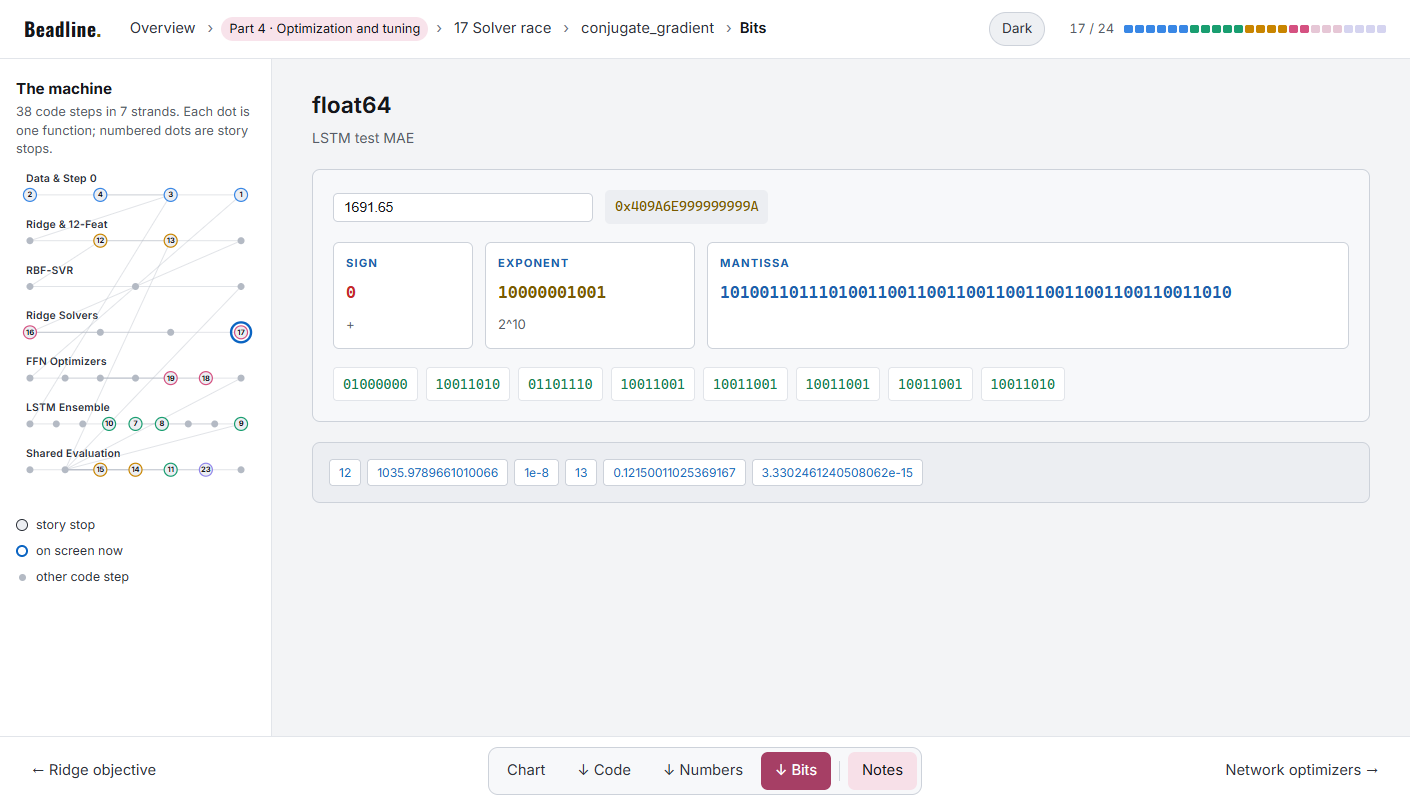 Beadline.
Overview › Part 4 · Optimization and tuning › 17 Solver race › conjugate_gradient › Bits
Dark
17 / 24
The machine
38 code steps in 7 strands. Each dot is
one function; numbered dots are story
stops.
Data & Step 0
2 4 3 1
Ridge & 12-Feat
12 13
RBF-SVR
Ridge Solvers
16 17
FFN Optimizers
19 18
LSTM Ensemble
10 7 8 9
Shared Evaluation
15 14 11 23
story stop
on screen now
other code step
float64
LSTM test MAE
1691.65
0x409A6E999999999A
SIGN
0
+
EXPONENT
10000001001
2^10
MANTISSA
1010011011101001100110011001100110011001100110011010
01000000 10011010 01101110 10011001 10011001 10011001 10011001 10011010
12 1035.9789661010066 1e-8 13 0.12150011025369167 3.3302461240508062e-15
← Ridge objective
Chart ↓ Code ↓ Numbers ↓ Bits Notes
Network optimizers →